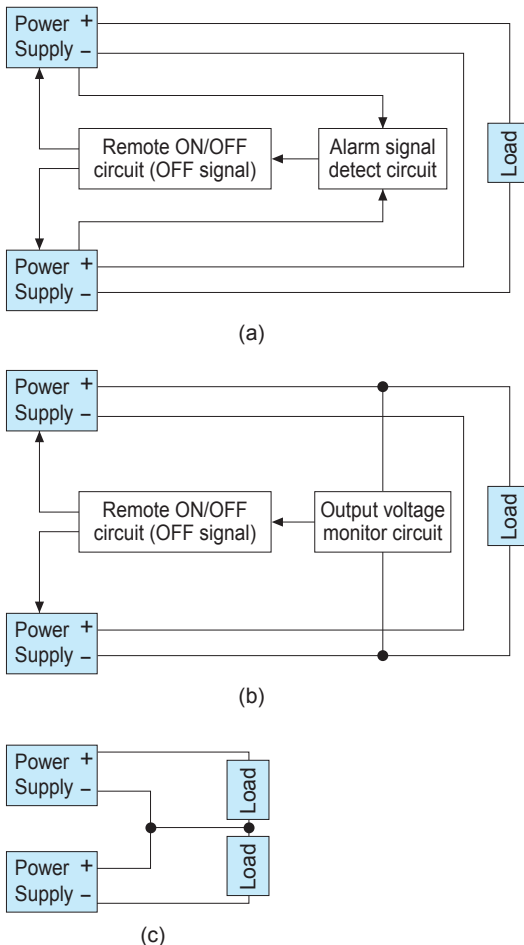 Power +
Supply –
Remote ON/OFF
circuit (OFF signal)
Alarm signal
detect circuit
Load
Power +
Supply –
(a)
Power +
Supply –
Remote ON/OFF
circuit (OFF signal)
Output voltage
monitor circuit
Load
Power +
Supply –
(b)
Power +
Supply –
Load
Load
Power +
Supply –
(c)